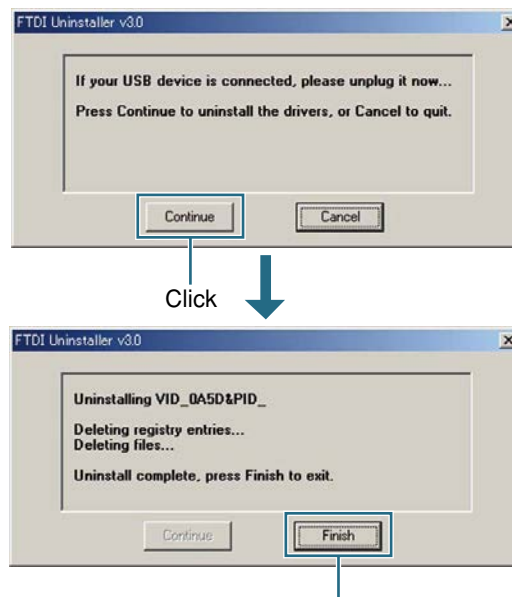 FTDI Uninstaller v3.0
If your USB device is connected, please unplug it now...
Press Continue to uninstall the drivers, or Cancel to quit.
Continue
Cancel
Click
FTDI Uninstaller v3.0
Uninstalling VID_0A5D&PID_
Deleting registry entries...
Deleting files...
Uninstall complete, press Finish to exit.
Continue
Finish